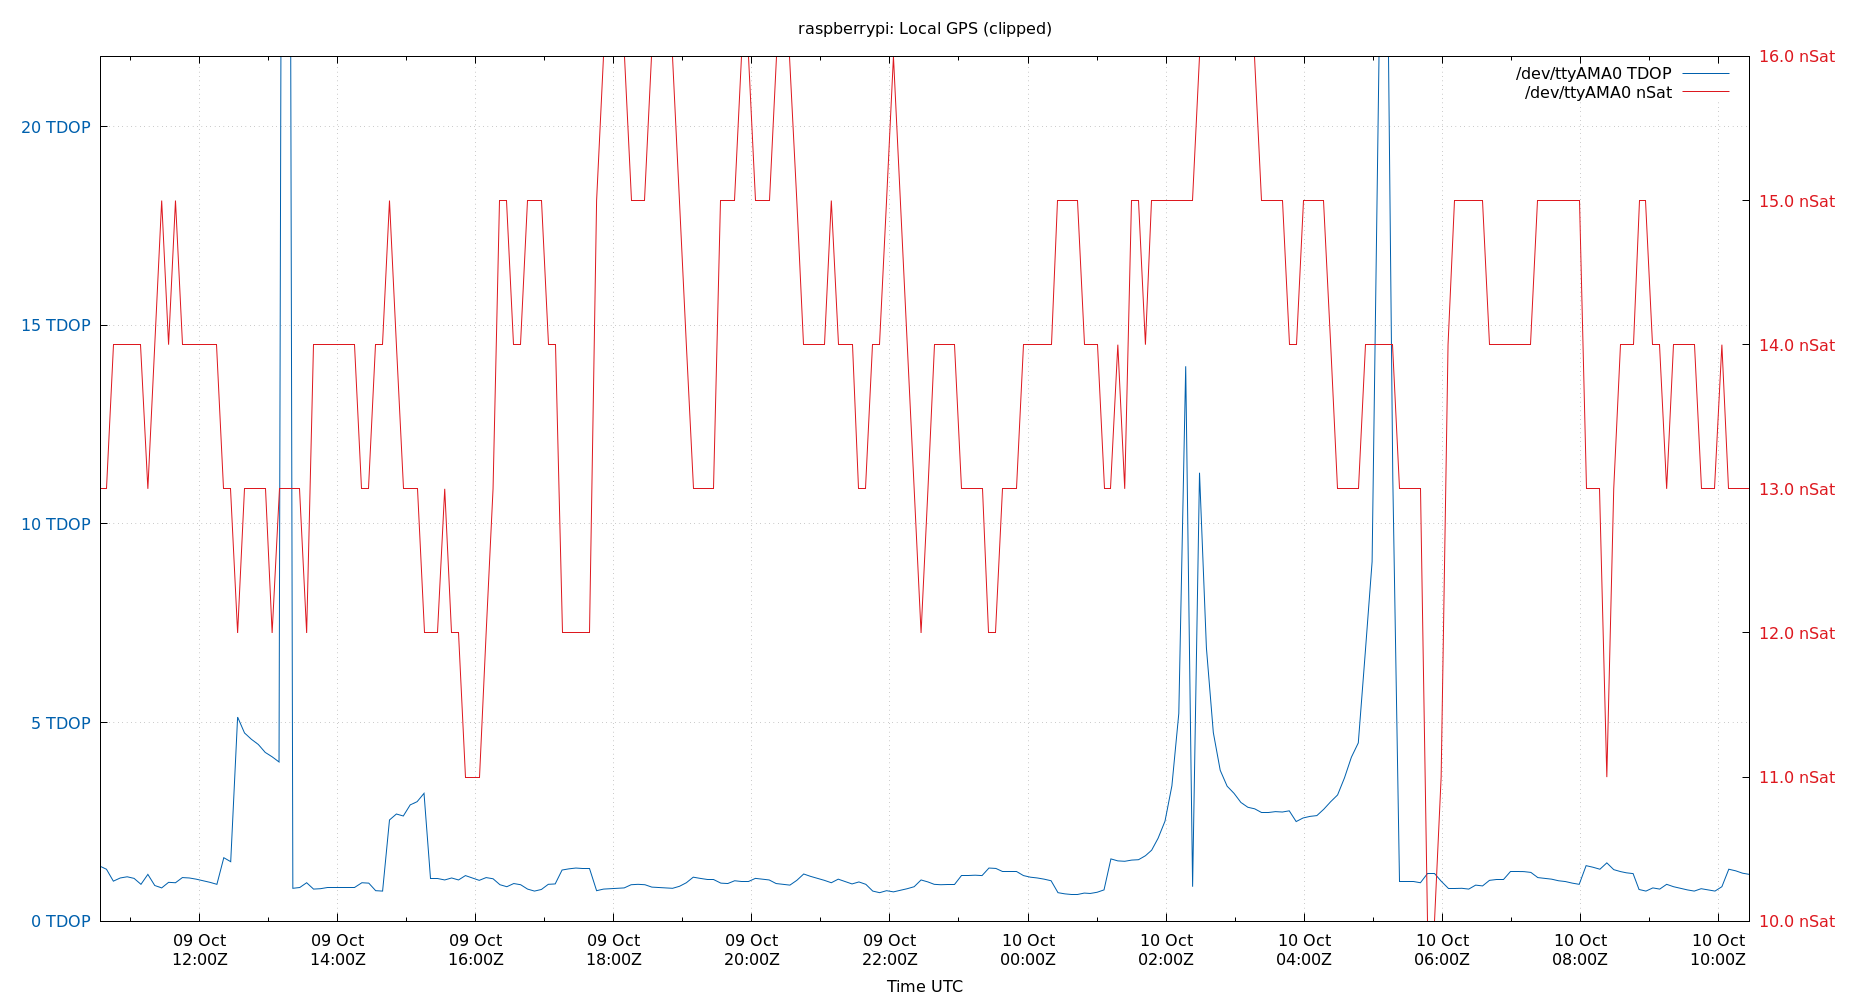 raspberrypi: Local GPS (clipped)
/dev/ttyAMA0 TDOP
/dev/ttyAMA0 nSat
20 TDOP
15 TDOP
10 TDOP
5 TDOP
0 TDOP
16.0 nSat
15.0 nSat
14.0 nSat
13.0 nSat
12.0 nSat
11.0 nSat
10.0 nSat
09 Oct
12:00Z
09 Oct
14:00Z
09 Oct
16:00Z
09 Oct
18:00Z
09 Oct
20:00Z
09 Oct
22:00Z
10 Oct
00:00Z
10 Oct
02:00Z
10 Oct
04:00Z
10 Oct
06:00Z
10 Oct
08:00Z
10 Oct
10:00Z
Time UTC